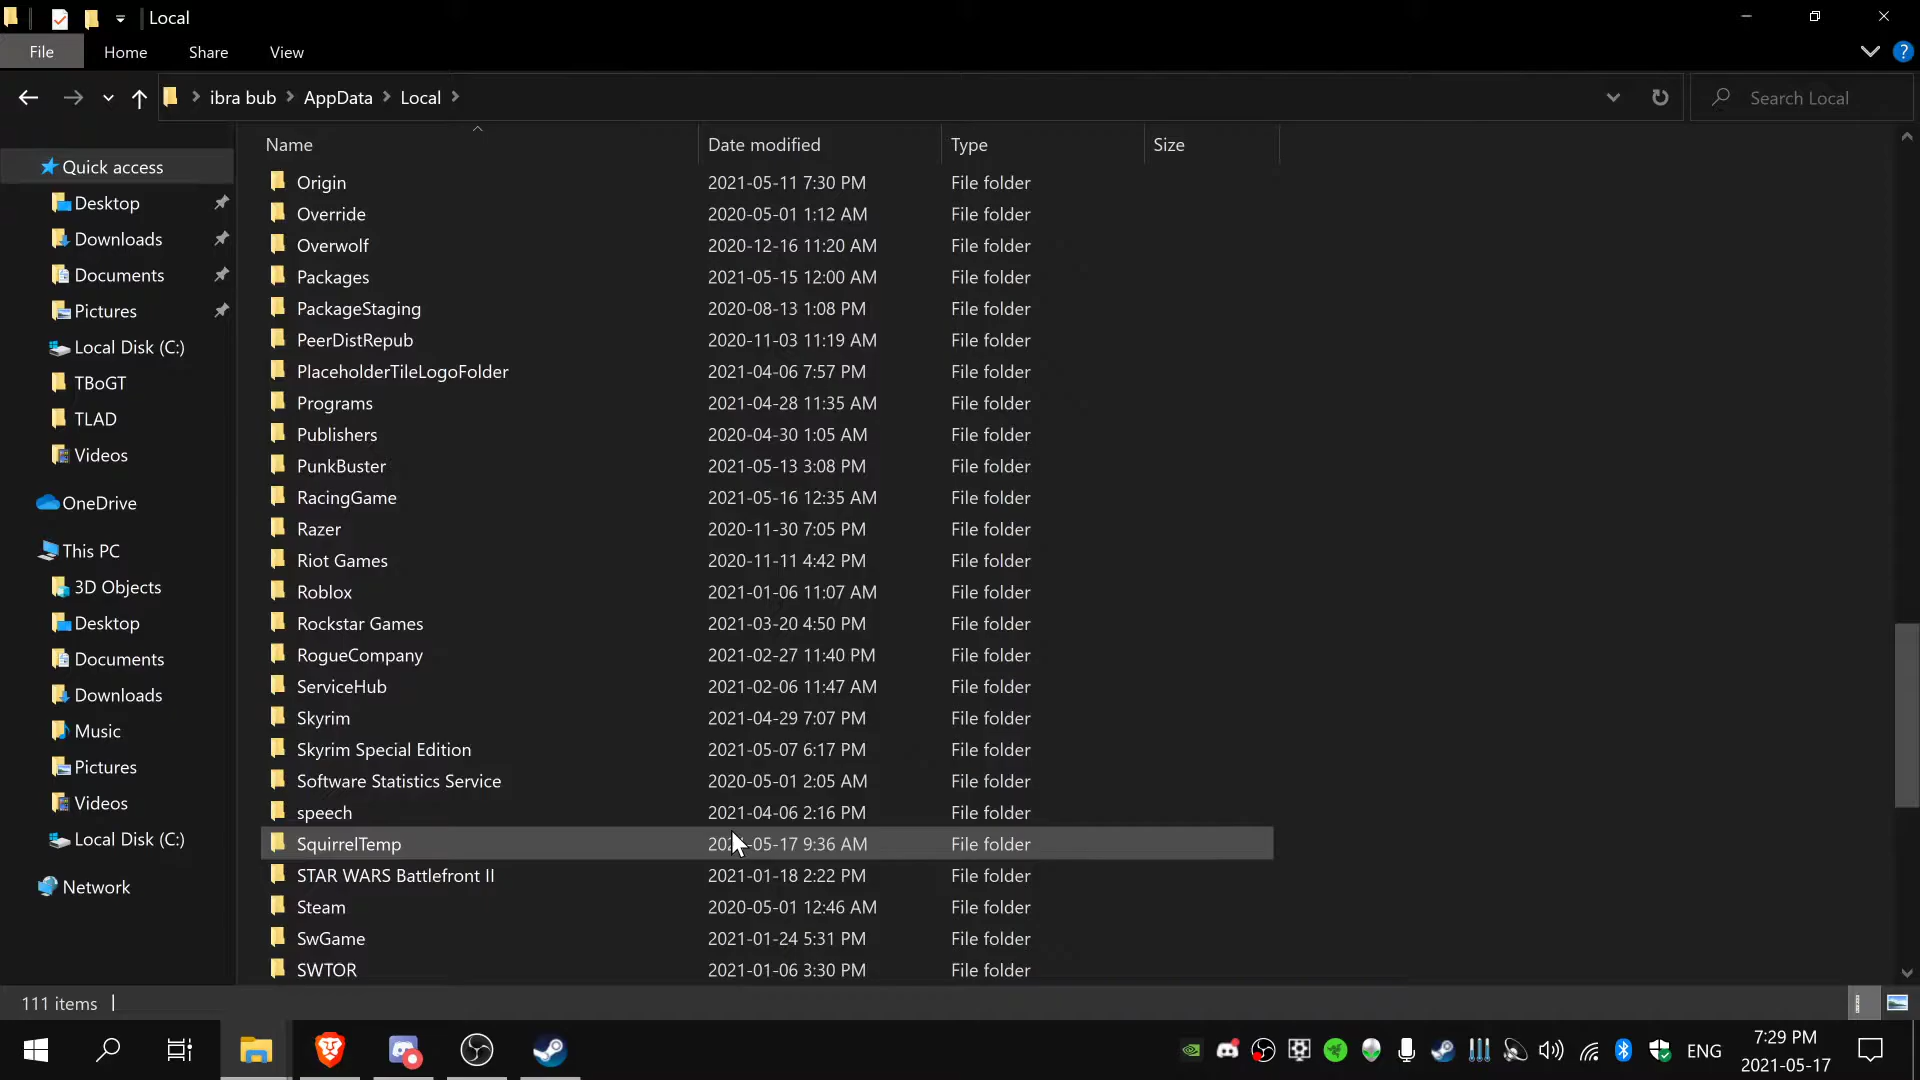 Local
File Home Share View
ibra bub AppData Local
Search Local
Name Date modified Type Size
Quick access
Desktop
Downloads
Documents
Pictures
Local Disk (C:)
TBoGT
TLAD
Videos
OneDrive
This PC
3D Objects
Desktop
Documents
Downloads
Music
Pictures
Videos
Local Disk (C:)
Network
Origin 2021-05-11 7:30 PM File folder
Override 2020-05-01 1:12 AM File folder
Overwolf 2020-12-16 11:20 AM File folder
Packages 2021-05-15 12:00 AM File folder
PackageStaging 2020-08-13 1:08 PM File folder
PeerDistRepub 2020-11-03 11:19 AM File folder
PlaceholderTileLogoFolder 2021-04-06 7:57 PM File folder
Programs 2021-04-28 11:35 AM File folder
Publishers 2020-04-30 1:05 AM File folder
PunkBuster 2021-05-13 3:08 PM File folder
RacingGame 2021-05-16 12:35 AM File folder
Razer 2020-11-30 7:05 PM File folder
Riot Games 2020-11-11 4:42 PM File folder
Roblox 2021-01-06 11:07 AM File folder
Rockstar Games 2021-03-20 4:50 PM File folder
RogueCompany 2021-02-27 11:40 PM File folder
ServiceHub 2021-02-06 11:47 AM File folder
Skyrim 2021-04-29 7:07 PM File folder
Skyrim Special Edition 2021-05-07 6:17 PM File folder
Software Statistics Service 2020-05-01 2:05 AM File folder
speech 2021-04-06 2:16 PM File folder
SquirrelTemp 2021-05-17 9:36 AM File folder
STAR WARS Battlefront II 2021-01-18 2:22 PM File folder
Steam 2020-05-01 12:46 AM File folder
SwGame 2021-01-24 5:31 PM File folder
SWTOR 2021-01-06 3:30 PM File folder
111 items
ENG
7:29 PM
2021-05-17